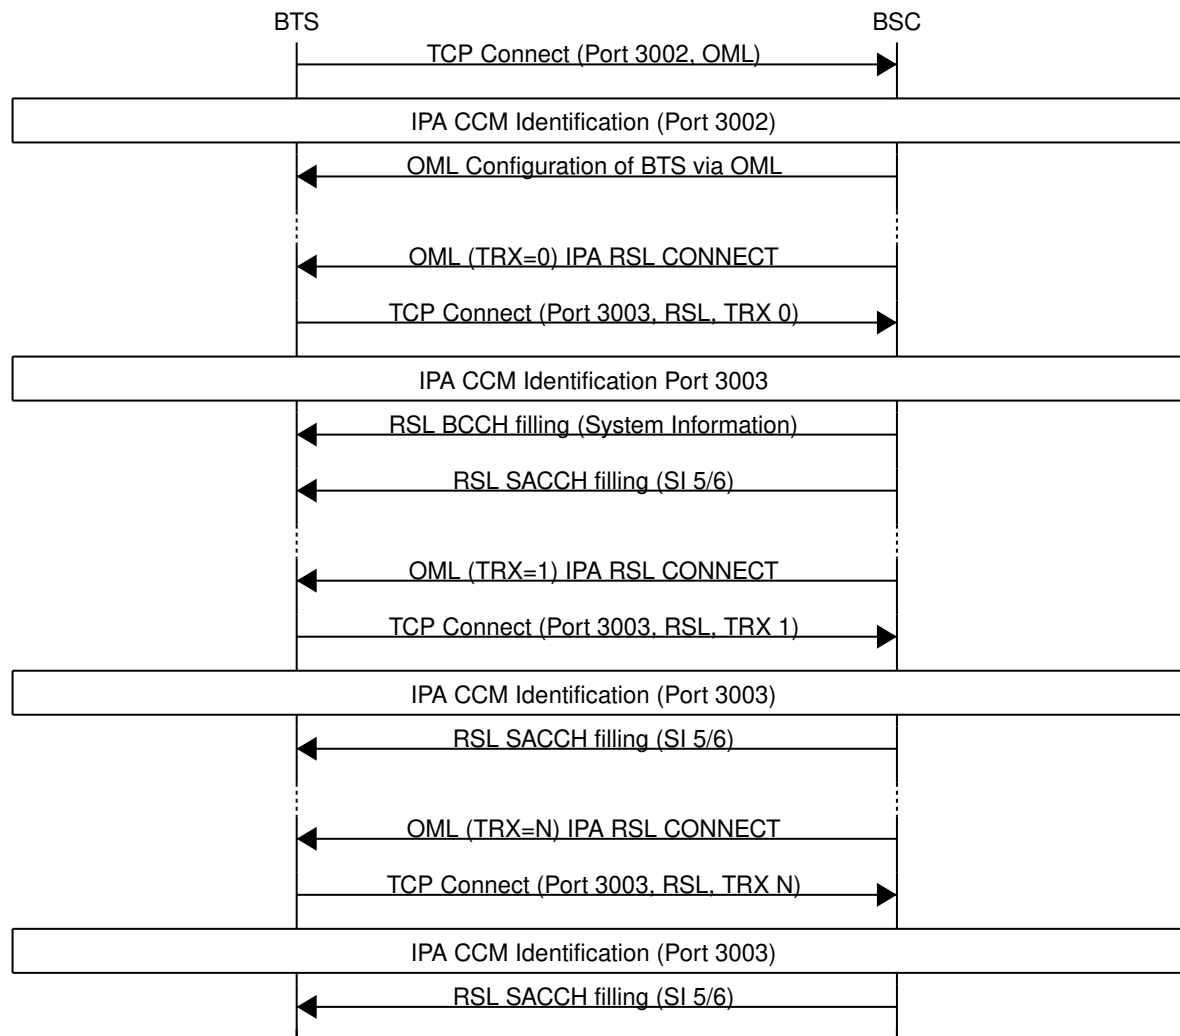 BTS BSC
TCP Connect (Port 3002, OML)
IPA CCM Identification (Port 3002)
OML Configuration of BTS via OML
OML (TRX=0) IPA RSL CONNECT
TCP Connect (Port 3003, RSL, TRX 0)
IPA CCM Identification Port 3003
RSL BCCH filling (System Information)
RSL SACCH filling (SI 5/6)
OML (TRX=1) IPA RSL CONNECT
TCP Connect (Port 3003, RSL, TRX 1)
IPA CCM Identification (Port 3003)
RSL SACCH filling (SI 5/6)
OML (TRX=N) IPA RSL CONNECT
TCP Connect (Port 3003, RSL, TRX N)
IPA CCM Identification (Port 3003)
RSL SACCH filling (SI 5/6)